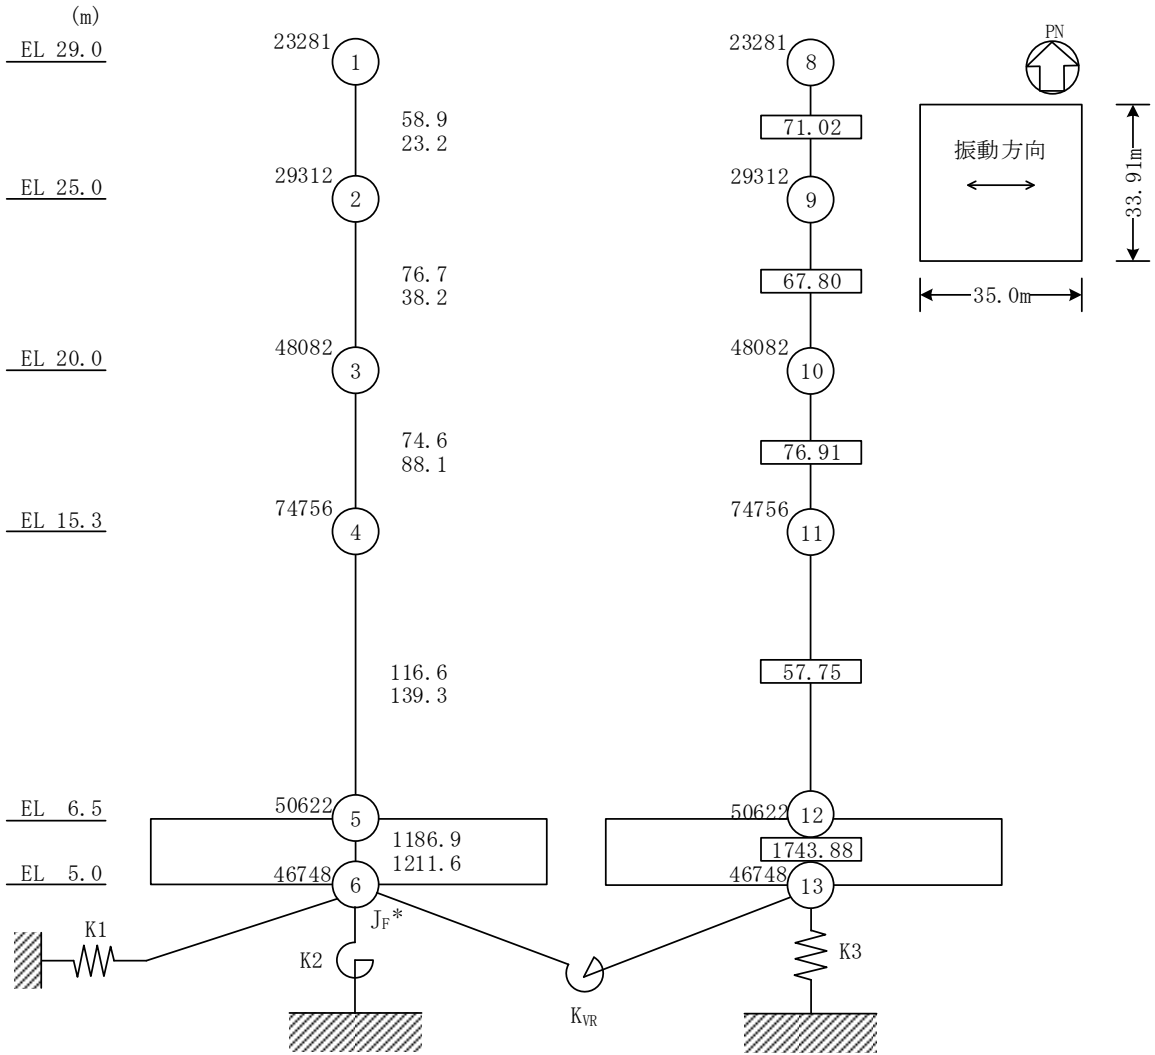 (m)
EL 29.0
EL 25.0
EL 20.0
EL 15.3
EL 6.5
EL 5.0
23281
1
58.9
23.2
29312
2
76.7
38.2
48082
3
74.6
88.1
74756
4
116.6
139.3
50622
5
1186.9
1211.6
46748
6
JF*
K1
K2
KVR
23281
8
71.02
29312
9
67.80
48082
10
76.91
74756
11
57.75
50622
12
1743.88
46748
13
K3
PN
振動方向
33.91m
35.0m